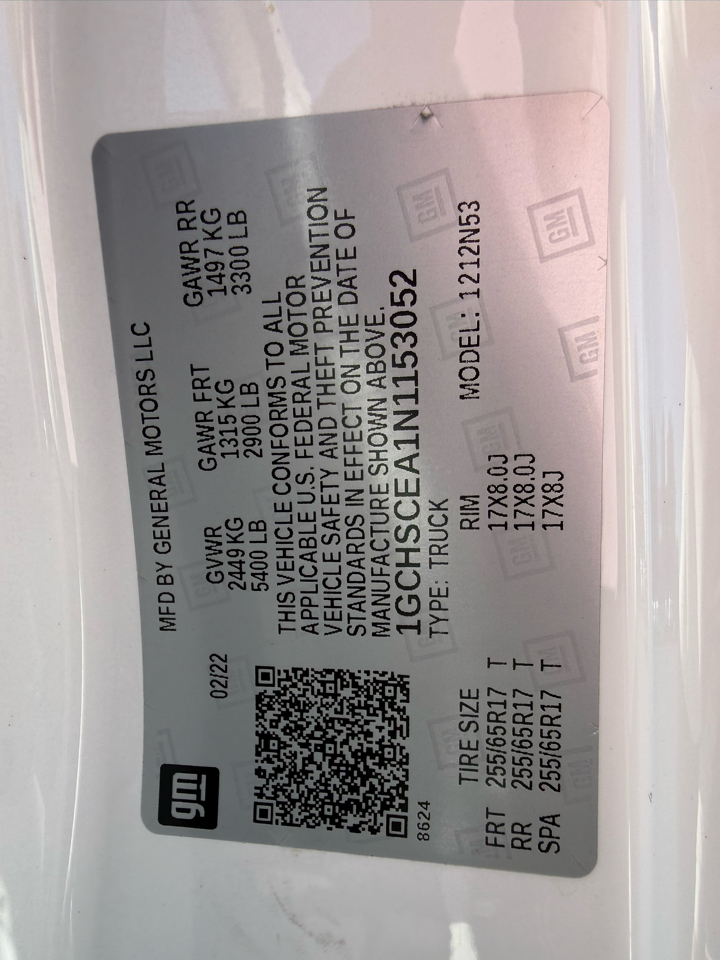 gm
MFD BY GENERAL MOTORS LLC
02/22
GVWR GAWR FRT GAWR RR
2449KG 1315 KG 1497 KG
5400 LB 2900 LB 3300 LB
THIS VEHICLE CONFORMS TO ALL
APPLICABLE U.S. FEDERAL MOTOR
VEHICLE SAFETY AND THEFT PREVENTION
STANDARDS IN EFFECT ON THE DATE OF
MANUFACTURE SHOWN ABOVE.
1GCHSCEA1N1153052
8624
TYPE: TRUCK MODEL: 1212N53
TIRE SIZE RIM
FRT 255/65R17 T 17X8.0J
RR 255/65R17 T 17X8.0J
SPA 255/65R17 T 17X8J